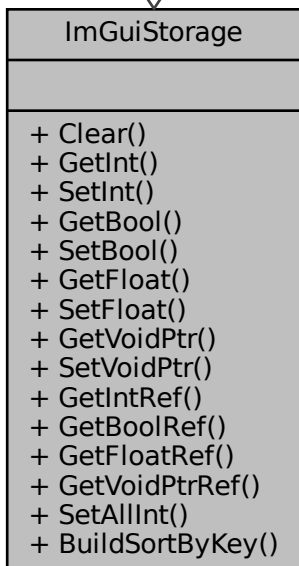 ImGuiStorage
+ Clear()
+ GetInt()
+ SetInt()
+ GetBool()
+ SetBool()
+ GetFloat()
+ SetFloat()
+ GetVoidPtr()
+ SetVoidPtr()
+ GetIntRef()
+ GetBoolRef()
+ GetFloatRef()
+ GetVoidPtrRef()
+ SetAllInt()
+ BuildSortByKey()